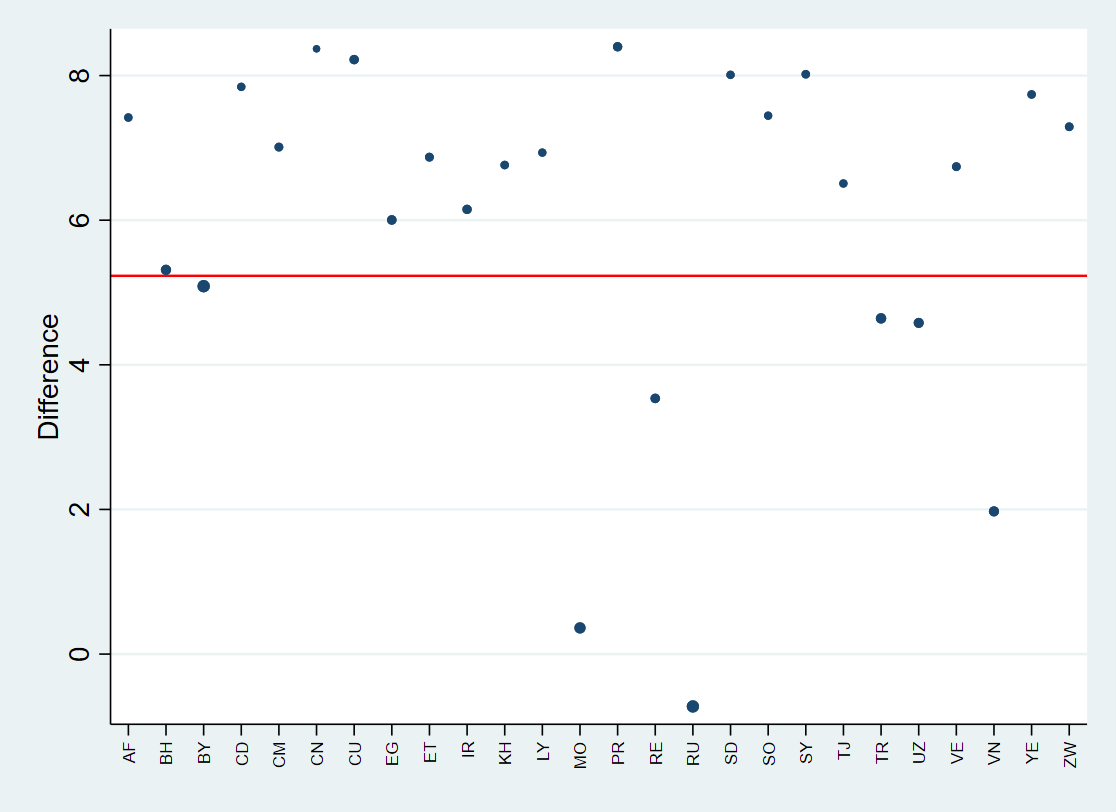 Difference
8
6
4
2
0
AF BH BY CD CM CN CU EG ET IR KH LY MO PR RE RU SD SO SY TJ TR UZ VE VN YE ZW